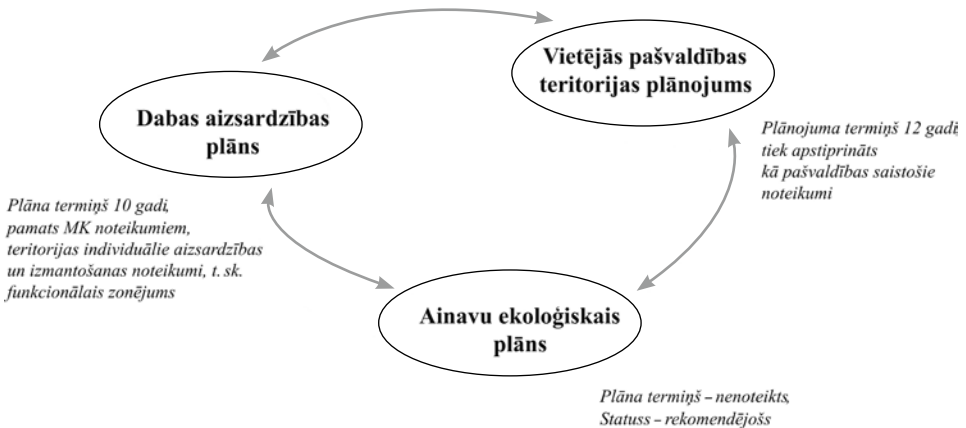 Vietējās pašvaldības
teritorijas plānojums
Dabas aizsardzības
plāns
Plānojuma termiņš 12 gadi,
tiek apstiprināts
kā pašvaldības saistošie
noteikumi
Plāna termiņš 10 gadi,
pamats MK noteikumiem,
teritorijas individuālie aizsardzības
un izmantošanas noteikumi, t. sk.
funkcionālais zonējums
Ainavu ekoloģiskais
plāns
Plāna termiņš – nenoteikts,
Statuss – rekomendējošs